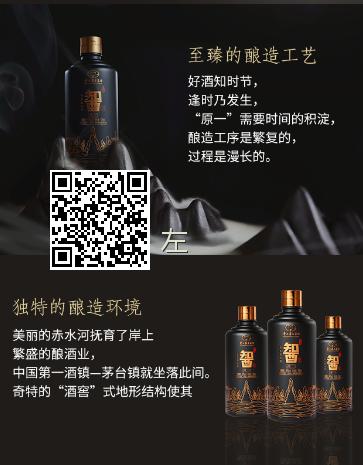 至臻的酿造工艺
好酒知时节，
逢时乃发生，
“原一”需要时间的积淀，
酿造工序是繁复的，
过程是漫长的。
智
左
独特的酿造环境
美丽的赤水河抚育了岸上
繁盛的酿酒业，
中国第一酒镇—茅台镇就坐落此间。
奇特的“酒窖”式地形结构使其
智